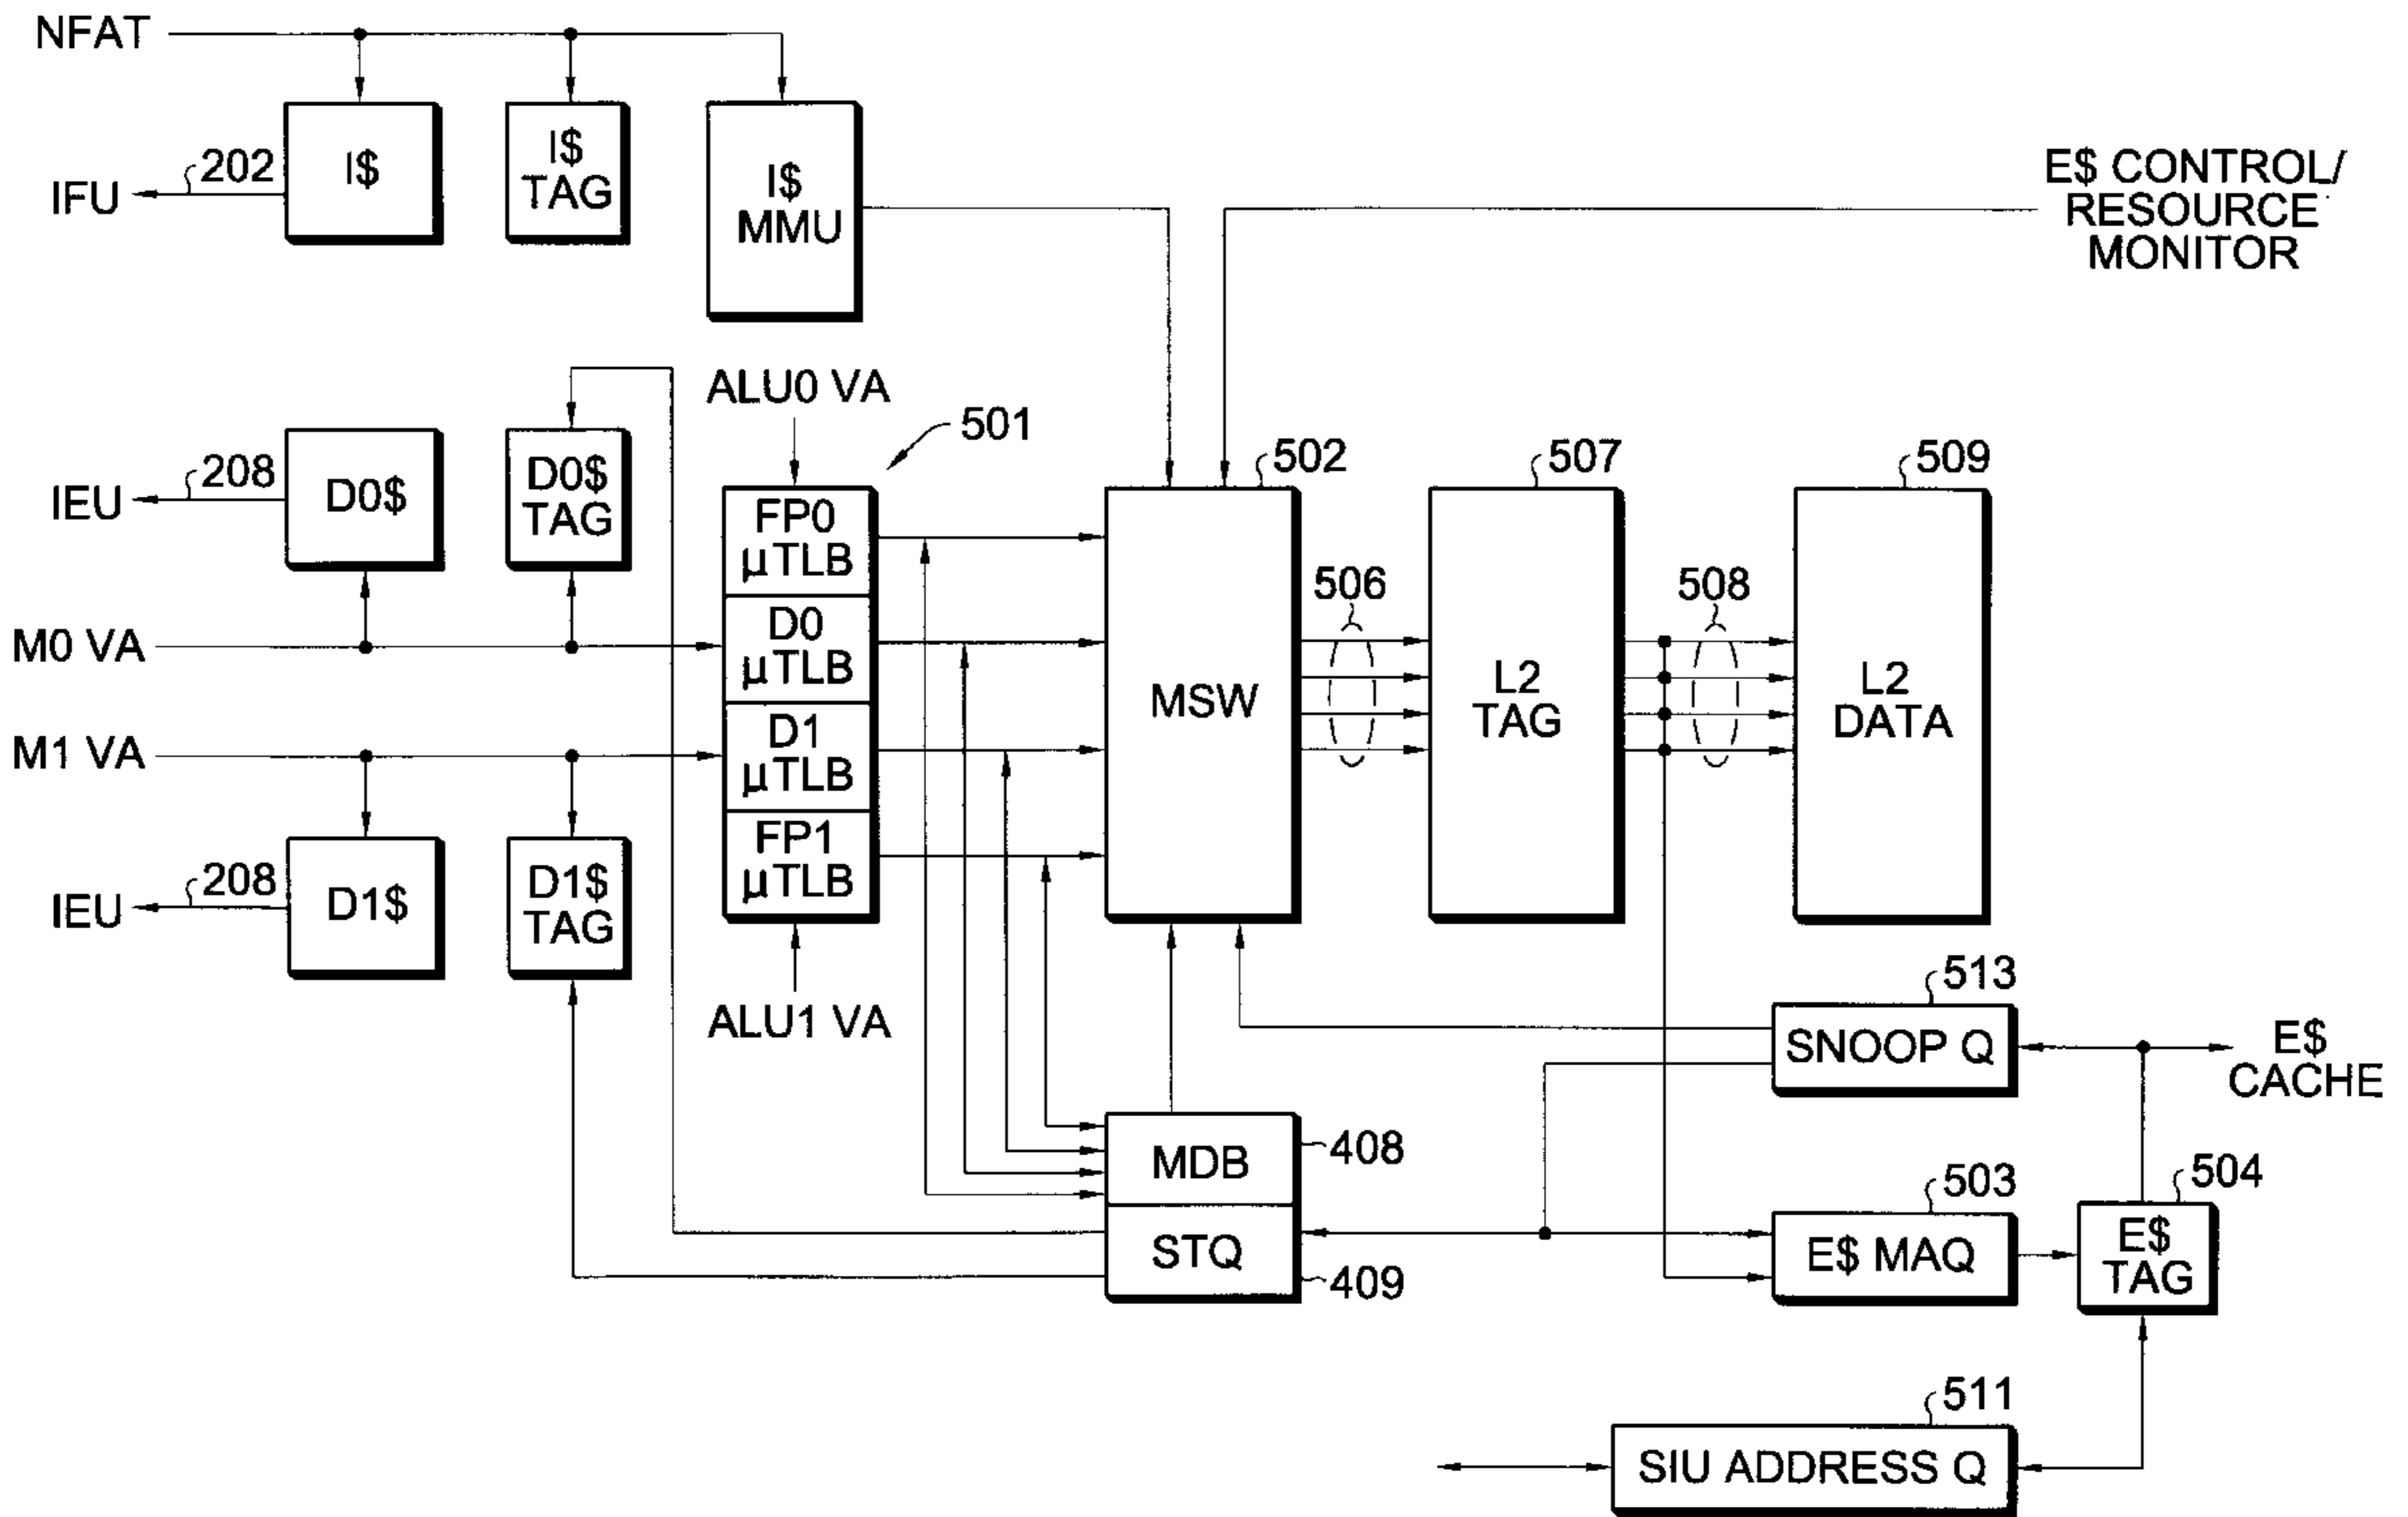 NFAT
I$
I$
TAG
I$
MMU
202
IFU
E$ CONTROL/
RESOURCE
MONITOR
ALU0 VA
501
D0$
D0$
TAG
208
IEU
FP0
µTLB
D0
µTLB
D1
µTLB
FP1
µTLB
502
MSW
506
507
L2
TAG
508
509
L2
DATA
M0 VA
M1 VA
208
IEU
D1$
D1$
TAG
ALU1 VA
513
SNOOP Q
E$
CACHE
MDB
408
STQ
409
503
E$ MAQ
504
E$
TAG
511
SIU ADDRESS Q